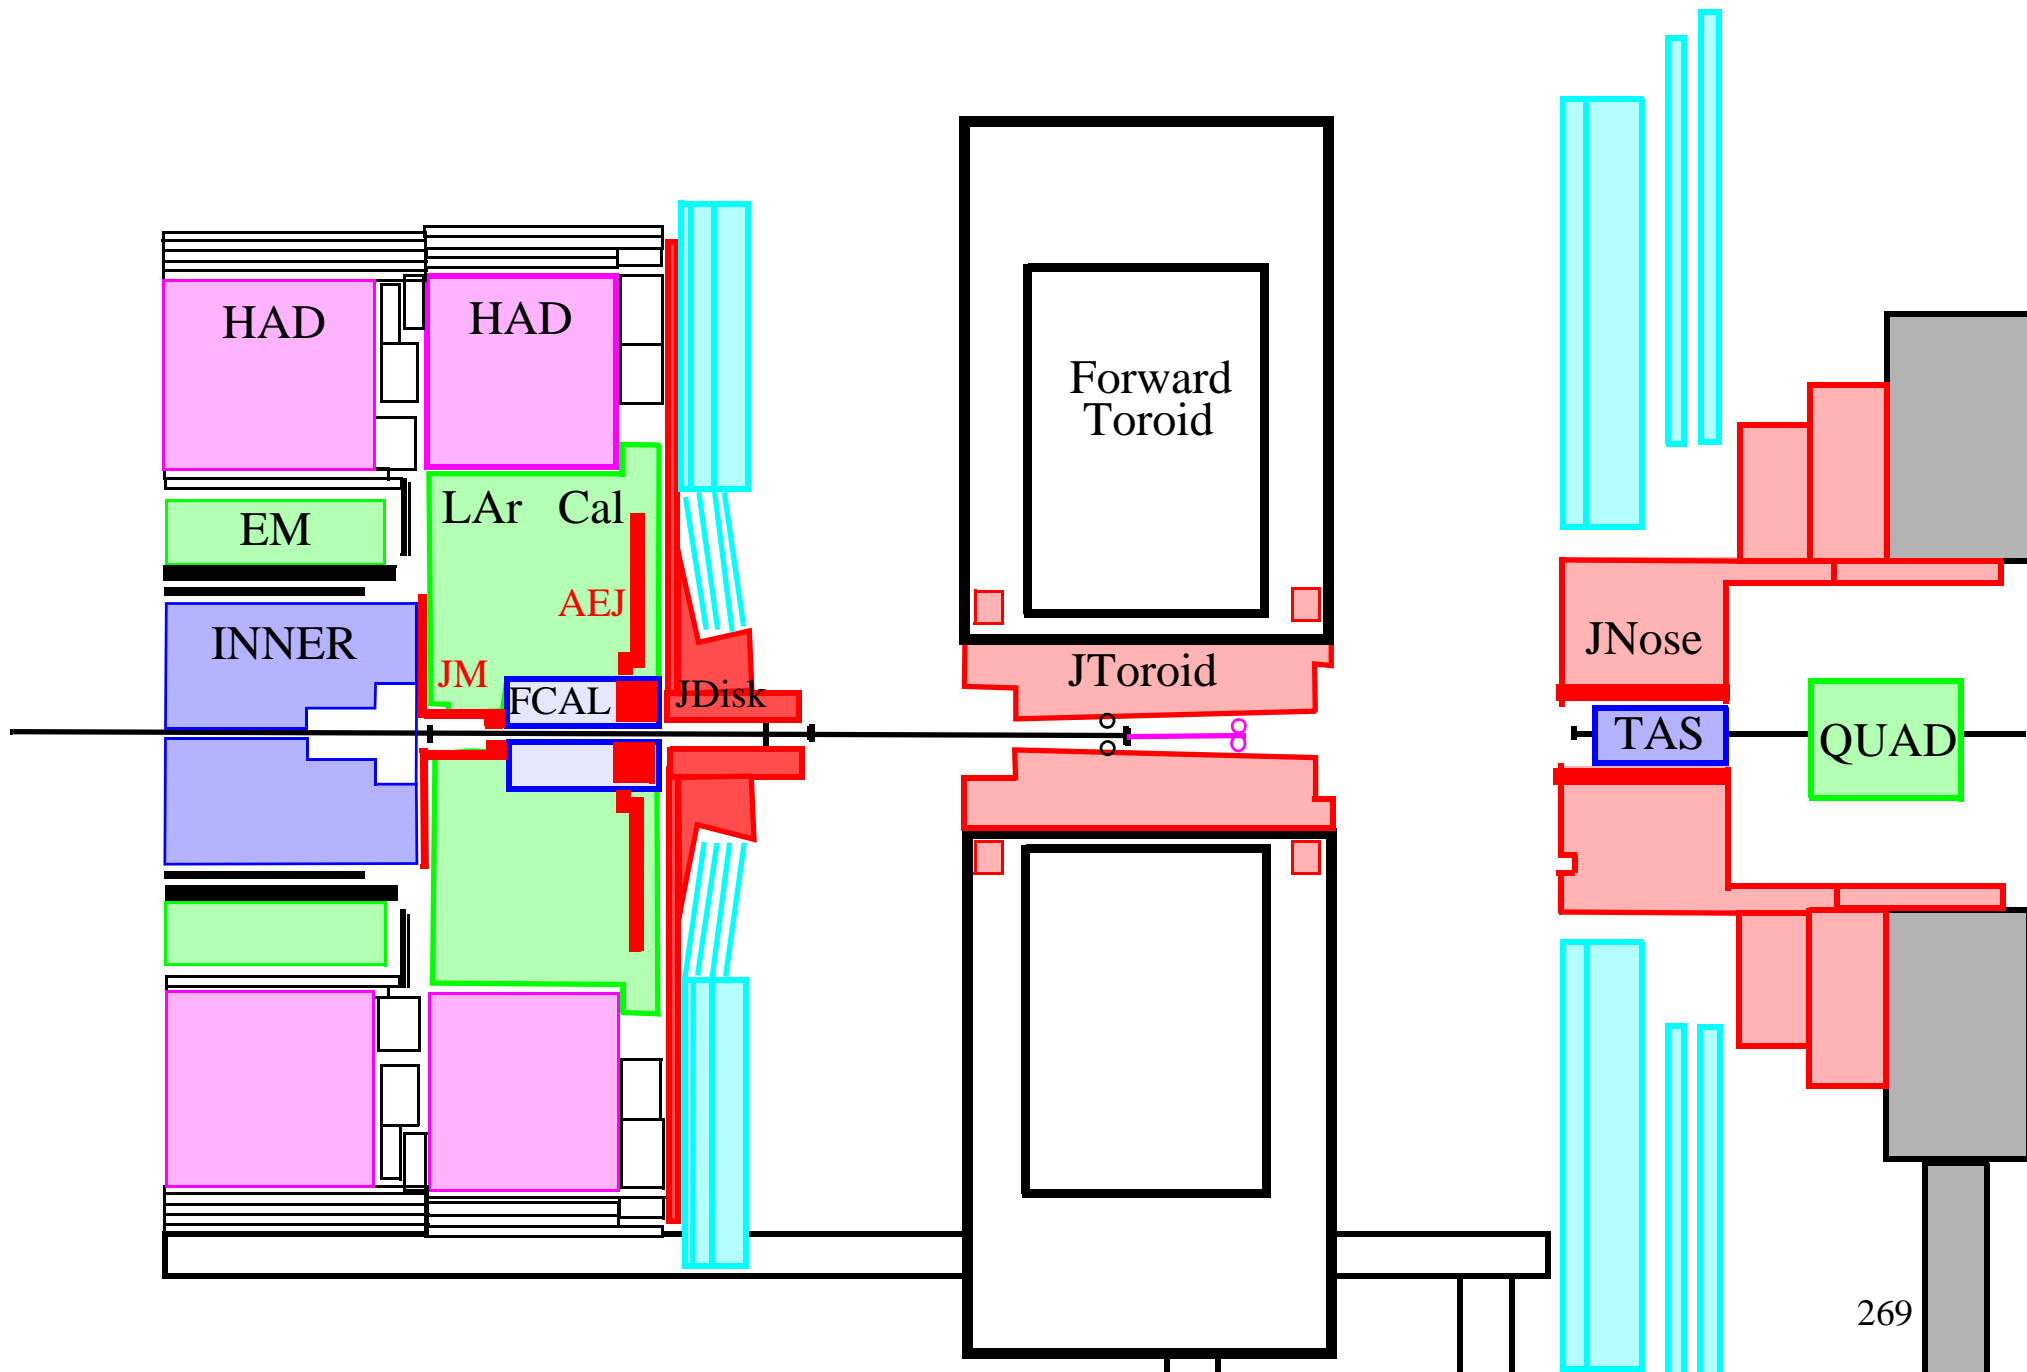 HAD
HAD
Forward
Toroid
LAr Cal
EM
AEJ
INNER
JNose
JToroid
JM
FCAL
JDisk
TAS
QUAD
269